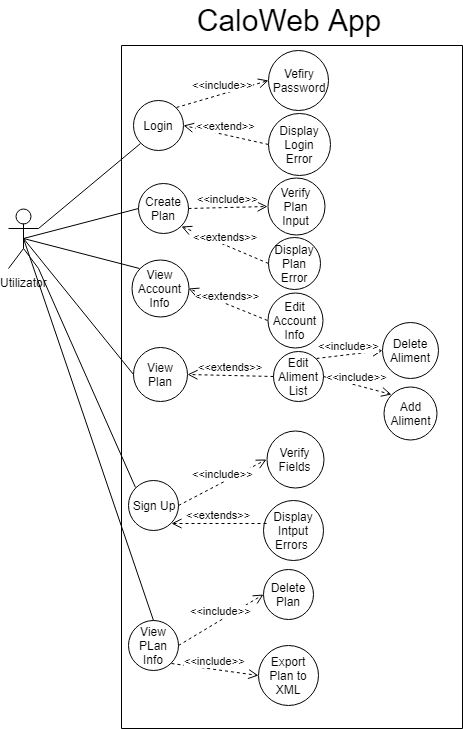 CaloWeb App
Vefiry
Password
<<include>>
Login
<<extend>>
Display
Login
Error
Create
Plan
<<include>>
Verify
Plan
Input
<<extends>>
Display
Plan
Error
Utilizator
View
Account
Info
<<extends>>
Edit
Account
Info
View
Plan
<<extends>>
Edit
Aliment
List
<<include>>
Delete
Aliment
<<include>>
Add
Aliment
Verify
Fields
<<include>>
Sign Up
<<extends>>
Display
Intput
Errors
Delete
Plan
<<include>>
View
PLan
Info
<<include>>
Export
Plan to
XML